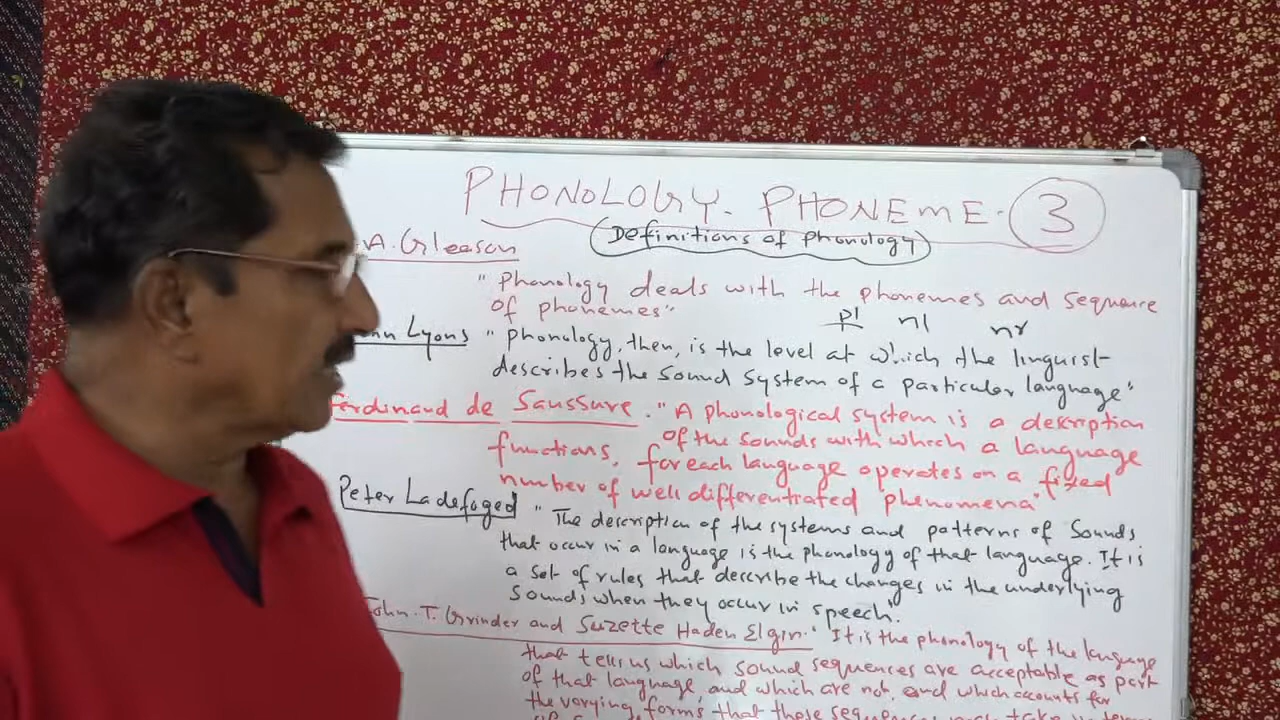 PHONOLOGY. PHONEME. 3
Definitions of Phonology
A. Gleason
"Phonology deals with the phonemes and sequence
of phonemes"
pl nl nr
Lyons "Phonology, then, is the level at which the linguist
describes the sound system of a particular language"
Ferdinand de Saussure. "A phonological system is a description
of the sounds with which a language
functions, for each language operates on a fixed
number of well differentiated 'phenomena"
Peter Ladefoged "The description of the systems and patterns of Sounds
that occur in a language is the phonology of that language. It is
a set of rules that describe the changes in the underlying
Sounds when they occur in speech".
John. T. Grinder and Suzette Haden Elgin. "It is the phonology of the language
that tells us which sound sequences are acceptable as part
of that language and which are not, and which accounts for
the varying forms that these